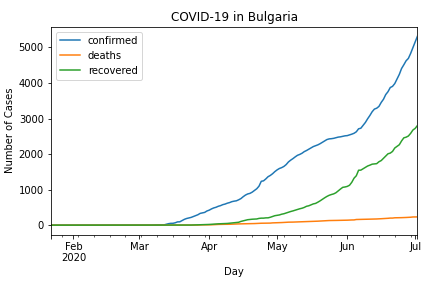 COVID-19 in Bulgaria
confirmed
deaths
recovered
Number of Cases
5000
4000
3000
2000
1000
0
Feb
2020
Mar
Apr
May
Jun
Jul
Day